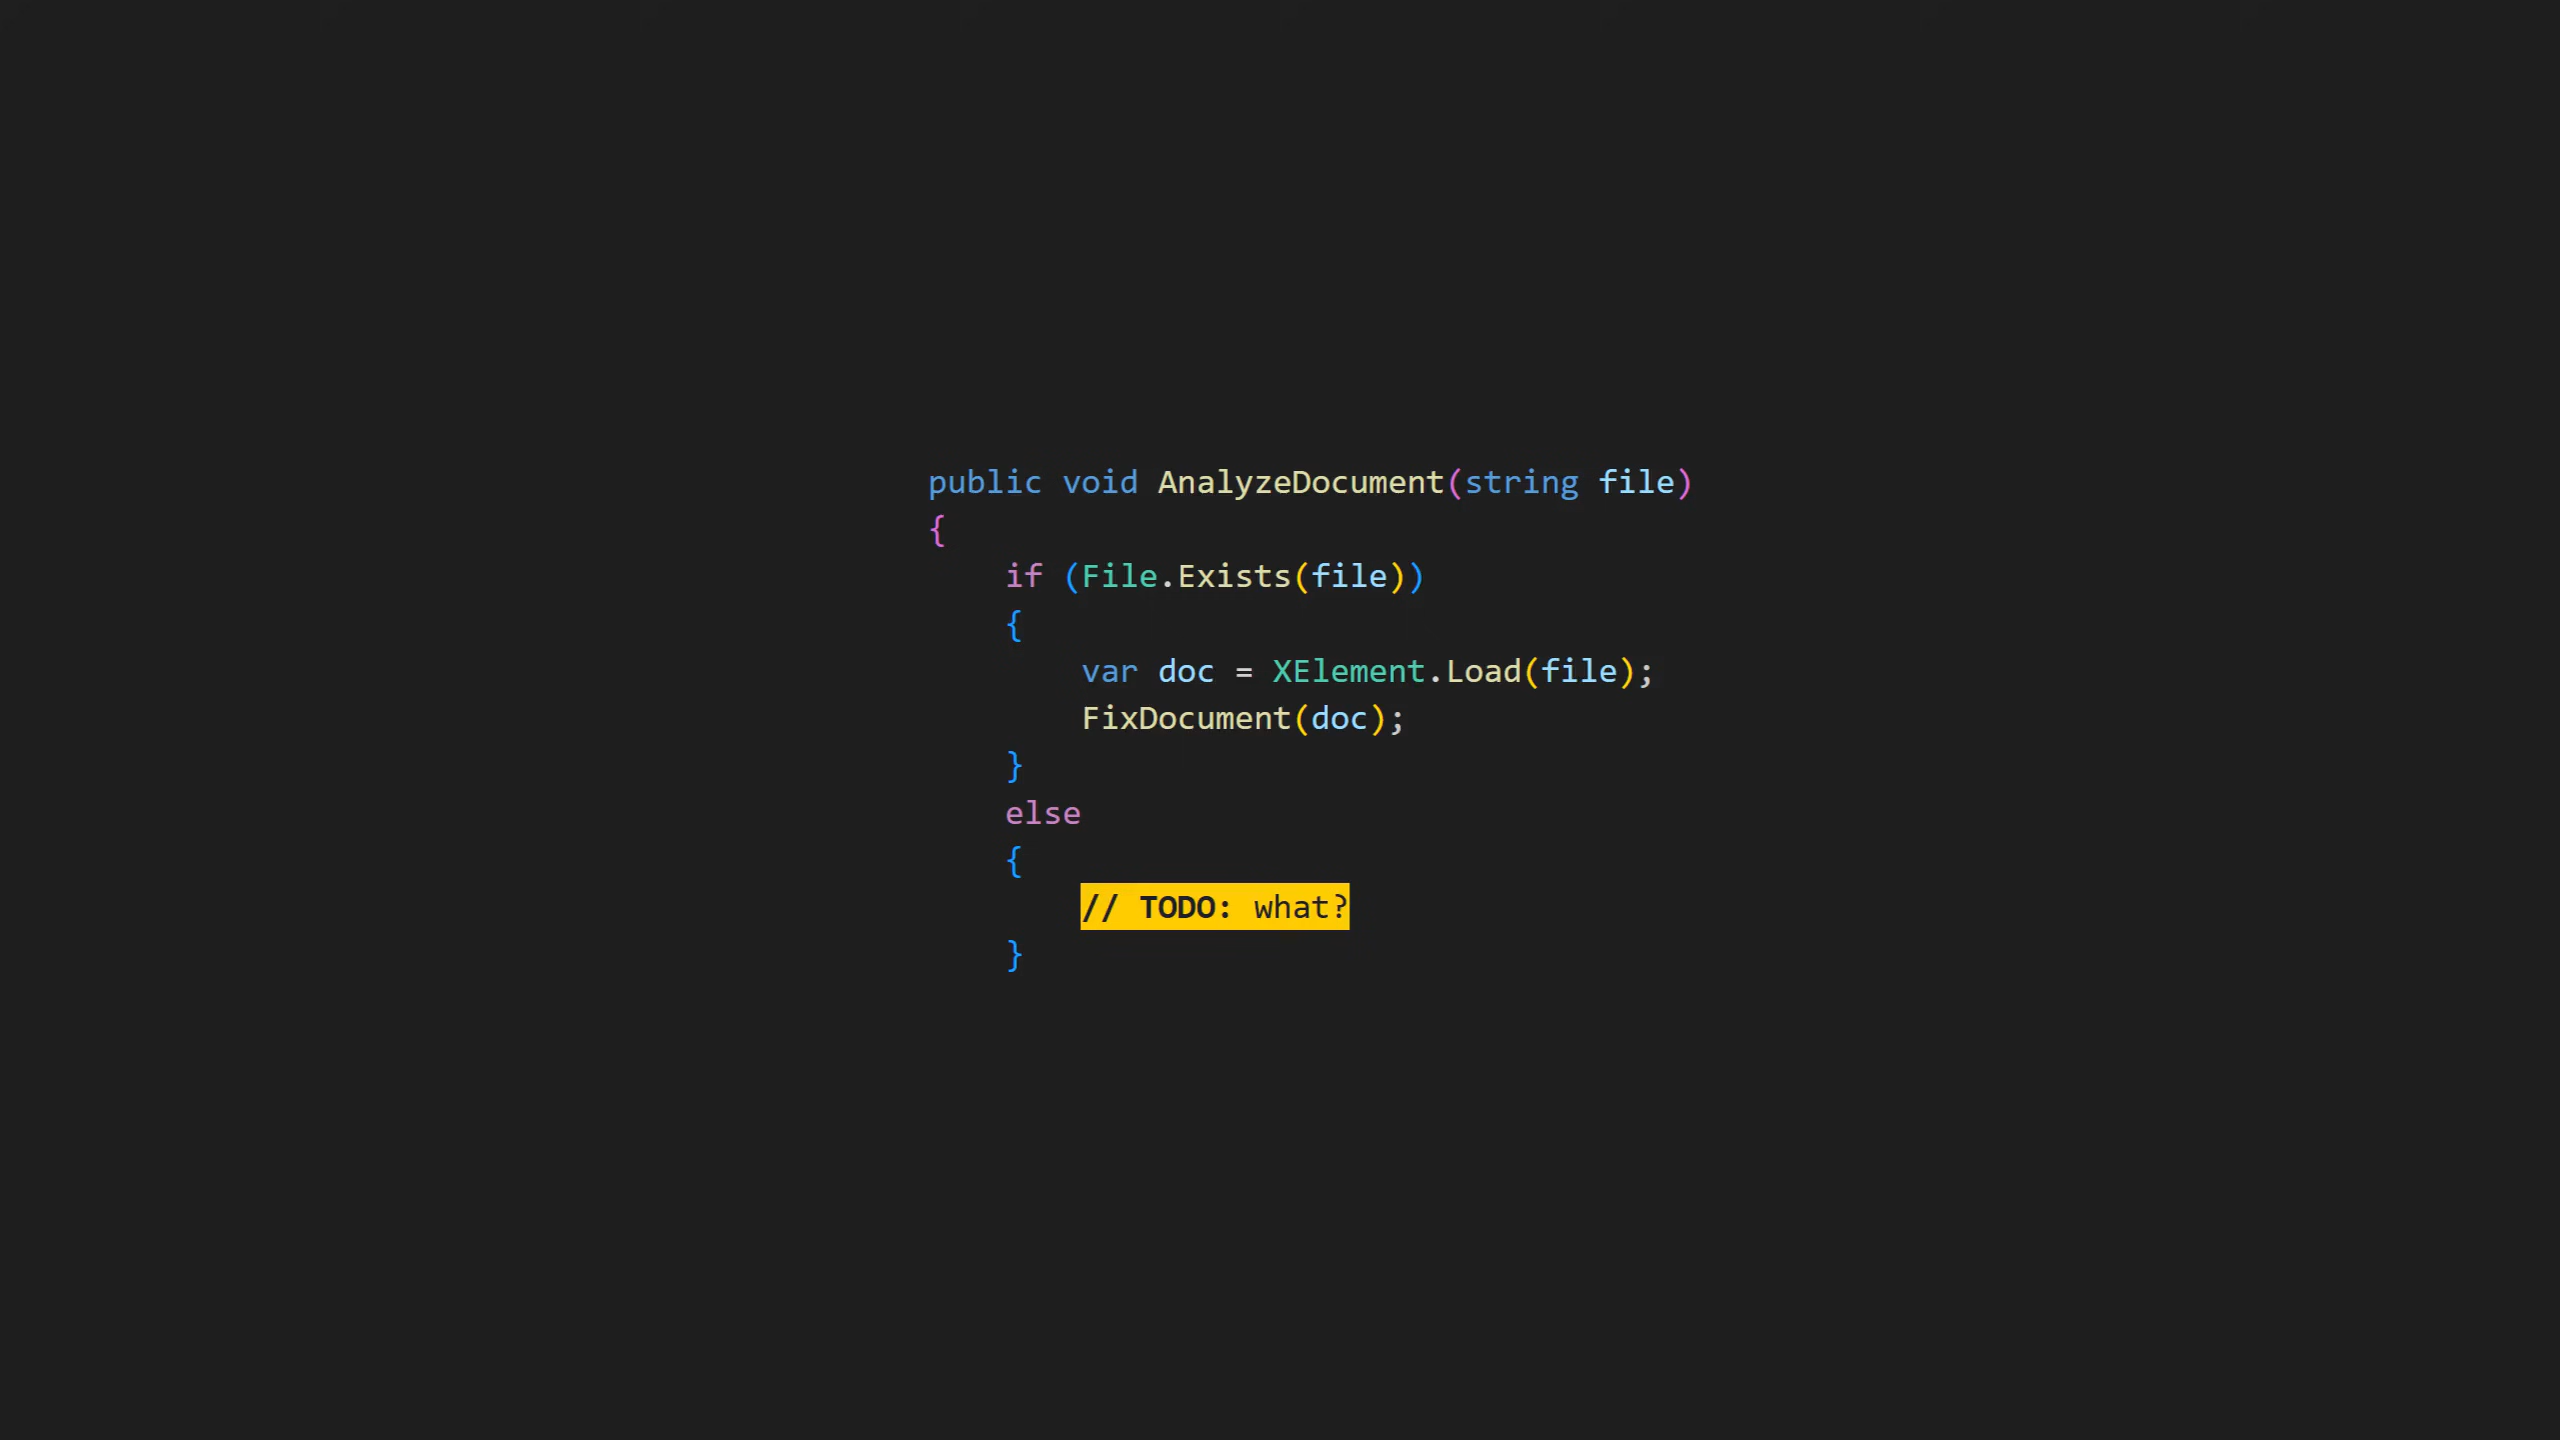 public void AnalyzeDocument(string file)
{
    if (File.Exists(file))
    {
        var doc = XElement.Load(file);
        FixDocument(doc);
    }
    else
    {
        // TODO: what?
    }